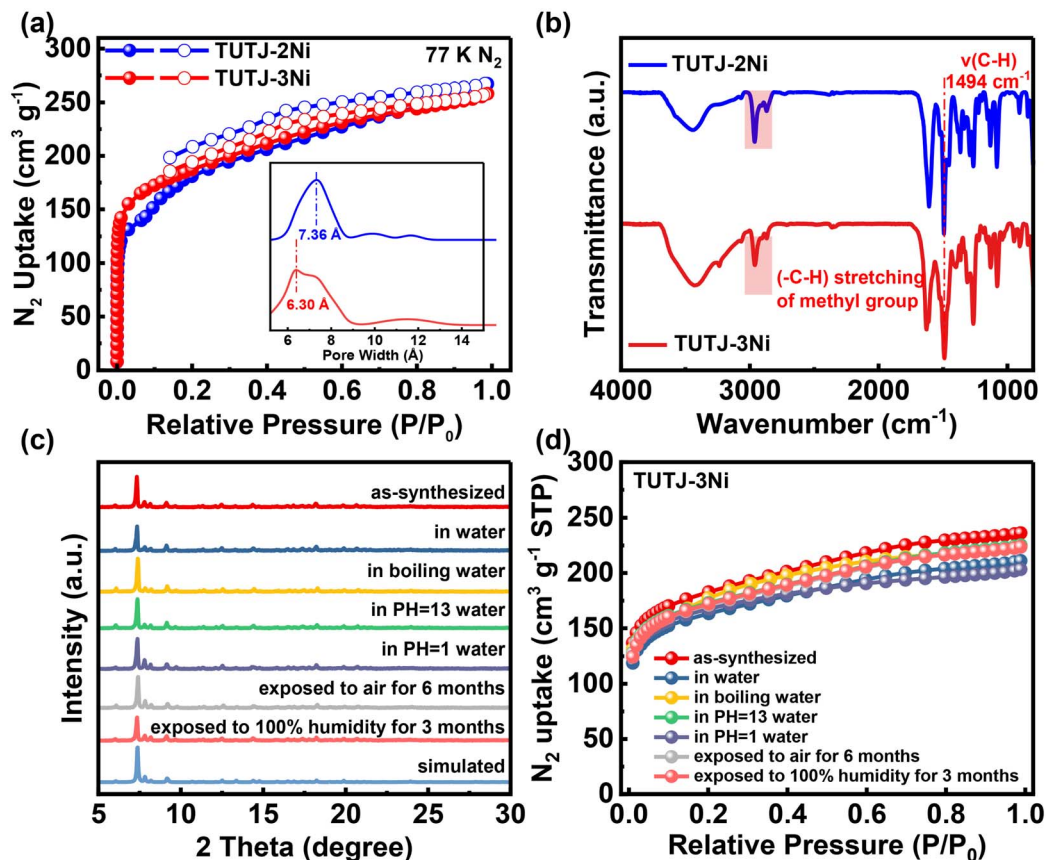 (a)
300
250
200
150
100
50
0
N₂ Uptake (cm³ g⁻¹)
TUTJ-2Ni
TUTJ-3Ni
77 K N₂
7.36 Å
6.30 Å
6 8 10 12 14
Pore Width (Å)
0.0 0.2 0.4 0.6 0.8 1.0
Relative Pressure (P/P₀)
(b)
Transmittance (a.u.)
TUTJ-2Ni
ν(C-H)
1494 cm⁻¹
(-C-H) stretching
of methyl group
TUTJ-3Ni
4000 3000 2000 1000
Wavenumber (cm⁻¹)
(c)
Intensity (a.u.)
as-synthesized
in water
in boiling water
in PH=13 water
in PH=1 water
exposed to air for 6 months
exposed to 100% humidity for 3 months
simulated
5 10 15 20 25 30
2 Theta (degree)
(d)
300
250
200
150
100
50
0
N₂ uptake (cm³ g⁻¹ STP)
TUTJ-3Ni
as-synthesized
in water
in boiling water
in PH=13 water
in PH=1 water
exposed to air for 6 months
exposed to 100% humidity for 3 months
0.0 0.2 0.4 0.6 0.8 1.0
Relative Pressure (P/P₀)